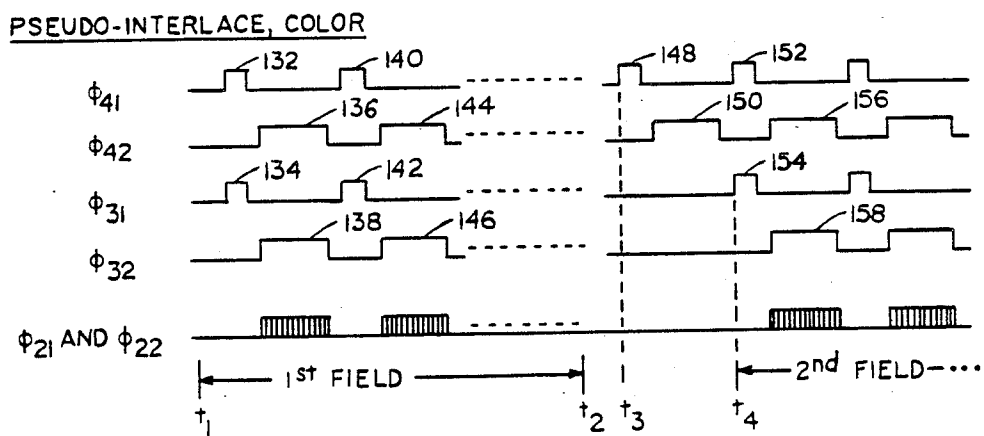 PSEUDO-INTERLACE, COLOR
132 140 148 152
ϕ41
136 144 150 156
ϕ42
134 142 154
ϕ31
138 146 158
ϕ32
ϕ21 AND ϕ22
1st FIELD 2nd FIELD
t1 t2 t3 t4